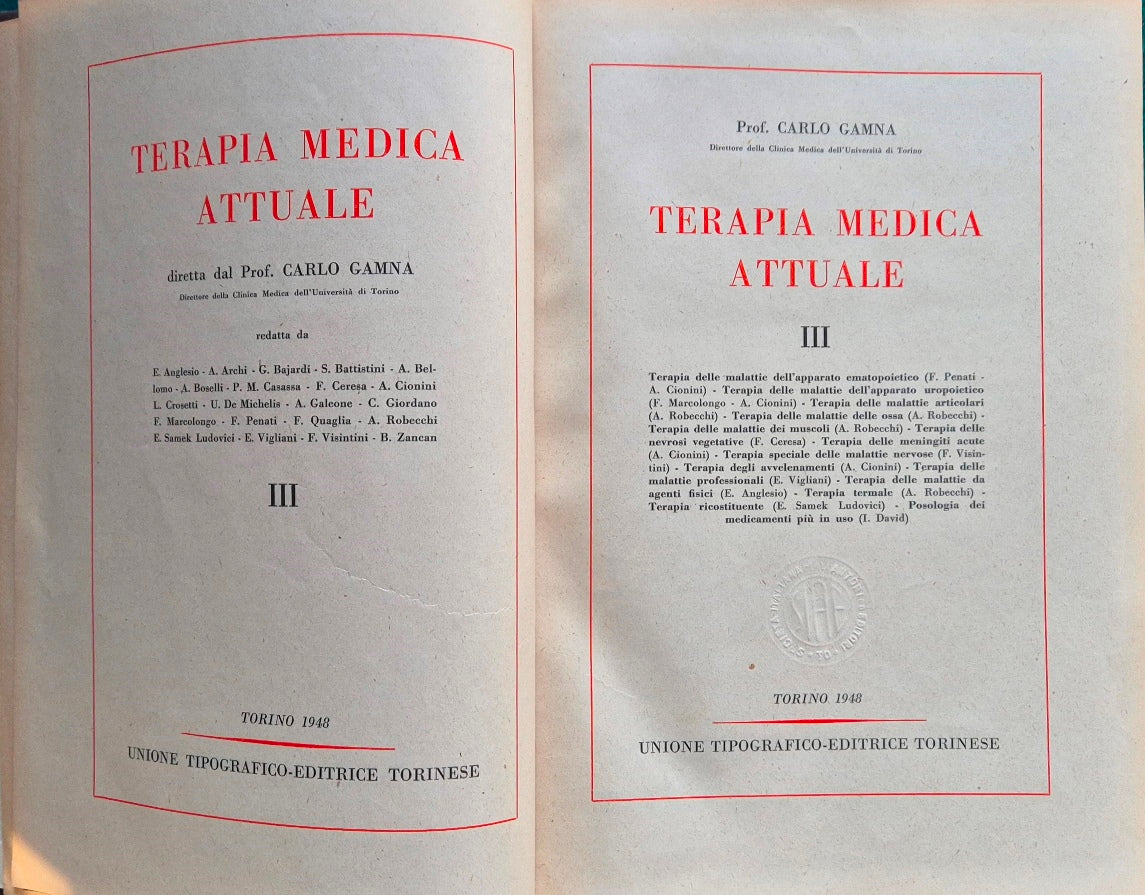 TERAPIA MEDICA
ATTUALE
diretta dal Prof. CARLO GAMNA
Direttore della Clinica Medica dell'Università di Torino
redatta da
E. Anglesio - A. Archi - G. Bajardi - S. Battistini - A. Bel-
lomo - A. Boselli - P. M. Casassa - F. Ceresa - A. Cionini
L. Crosetti - U. De Michelis - A. Galeone - C. Giordano
F. Marcolongo - F. Penati - F. Quaglia - A. Robecchi
E. Samek Ludovici - E. Vigliani - F. Visintini - B. Zancan
III
TORINO 1948
UNIONE TIPOGRAFICO-EDITRICE TORINESE
Prof. CARLO GAMNA
Direttore della Clinica Medica dell'Università di Torino
TERAPIA MEDICA
ATTUALE
III
Terapia delle malattie dell'apparato ematopoietico (F. Penati -
A. Cionini) - Terapia delle malattie dell'apparato uropoietico
(F. Marcolongo - A. Cionini) - Terapia delle malattie articolari
(A. Robecchi) - Terapia delle malattie delle ossa (A. Robecchi) -
Terapia delle malattie dei muscoli (A. Robecchi) - Terapia delle
nevrosi vegetative (F. Ceresa) - Terapia delle meningiti acute
(A. Cionini) - Terapia speciale delle malattie nervose (F. Visin-
tini) - Terapia degli avvelenamenti (A. Cionini) - Terapia delle
malattie professionali (E. Vigliani) - Terapia delle malattie da
agenti fisici (E. Anglesio) - Terapia termale (A. Robecchi) -
Terapia ricostituente (E. Samek Ludovici) - Posologia dei
medicamenti più in uso (I. David)
SOCIETÀ ITALIANA AUTORI ED EDITORI
TORINO 1948
UNIONE TIPOGRAFICO-EDITRICE TORINESE